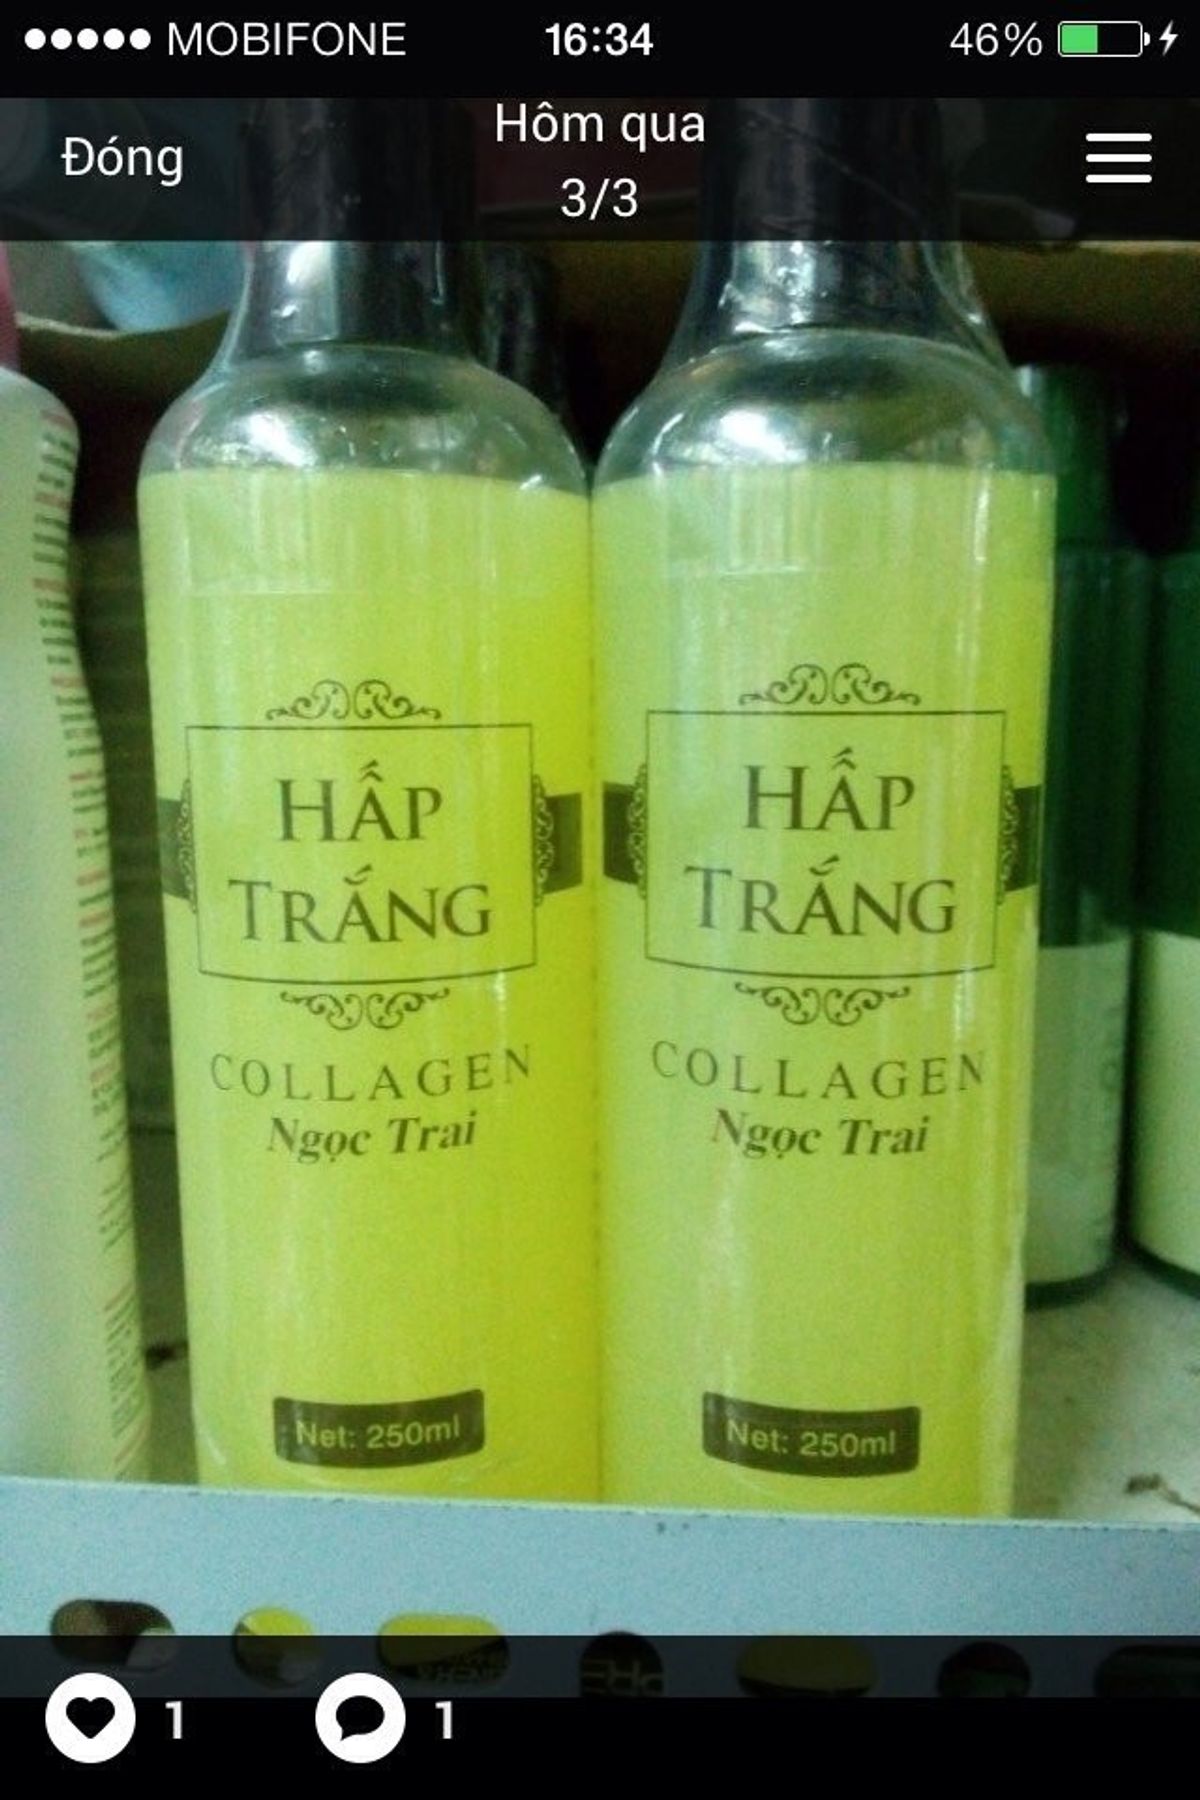 MOBIFONE 16:34 46%
Đóng
Hôm qua
3/3
HẤP
TRẮNG
COLLAGEN
Ngọc Trai
Net: 250ml
HẤP
TRẮNG
COLLAGEN
Ngọc Trai
Net: 250ml
1 1